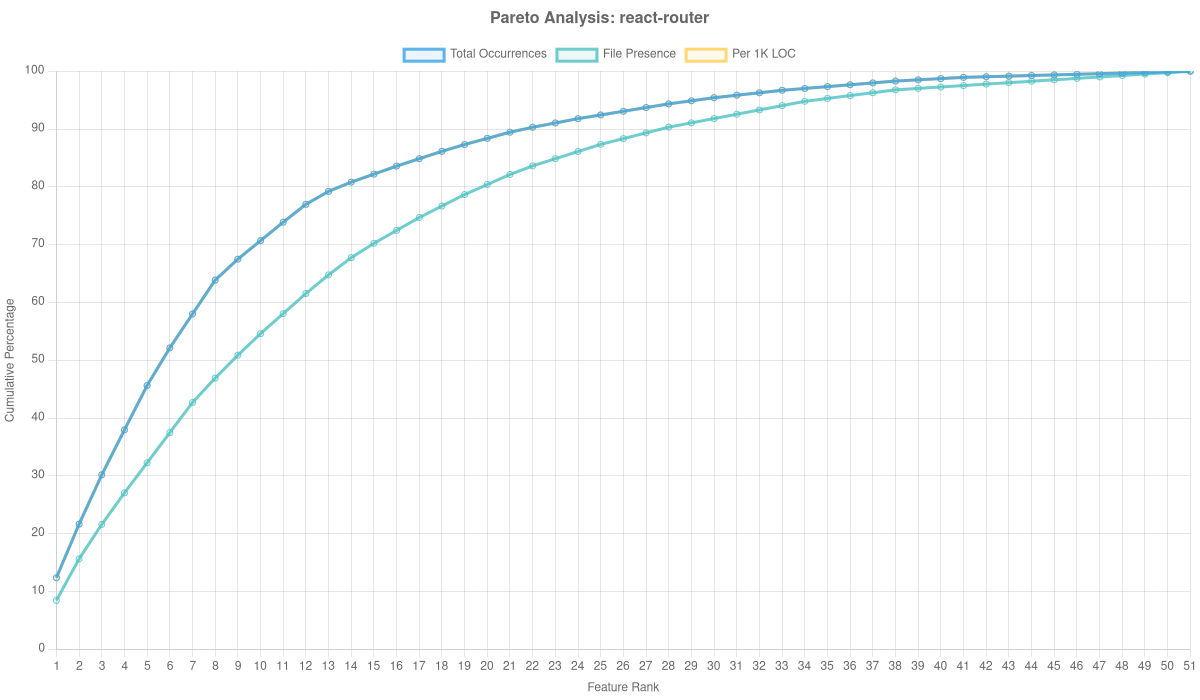 Pareto Analysis: react-router
Total Occurrences File Presence Per 1K LOC
100
90
80
70
60
50
40
30
20
10
0
Cumulative Percentage
1 2 3 4 5 6 7 8 9 10 11 12 13 14 15 16 17 18 19 20 21 22 23 24 25 26 27 28 29 30 31 32 33 34 35 36 37 38 39 40 41 42 43 44 45 46 47 48 49 50 51
Feature Rank